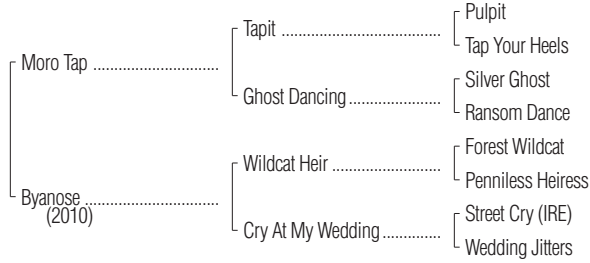 Pulpit
Tapit ..........................................
Tap Your Heels
Moro Tap ................................
Silver Ghost
Ghost Dancing........................
Ransom Dance
Forest Wildcat
Wildcat Heir ............................
Penniless Heiress
Byanose ..................................
(2010)
Street Cry (IRE)
Cry At My Wedding ...............
Wedding Jitters